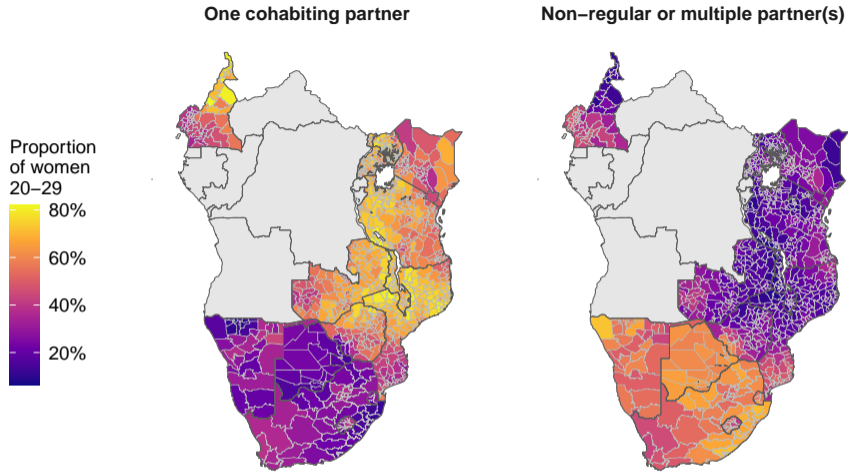 One cohabiting partner
Non−regular or multiple partner(s)
Proportion
of women
20−29
80%
60%
40%
20%